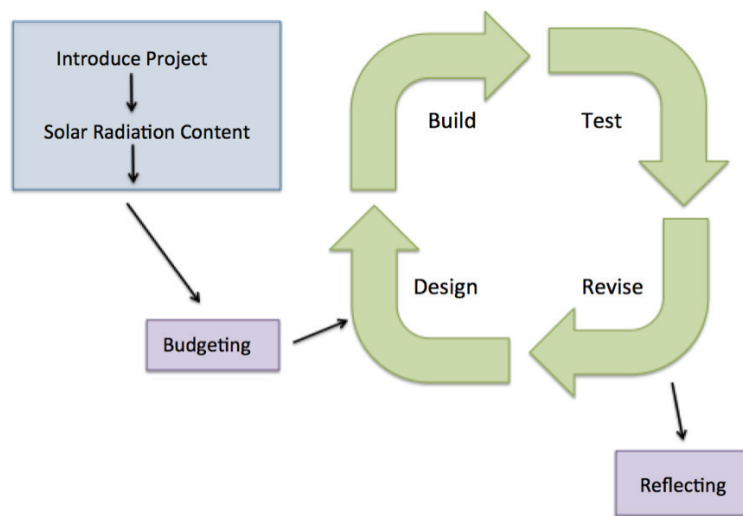 Introduce Project
Solar Radiation Content
Build
Test
Design
Revise
Budgeting
Reflecting